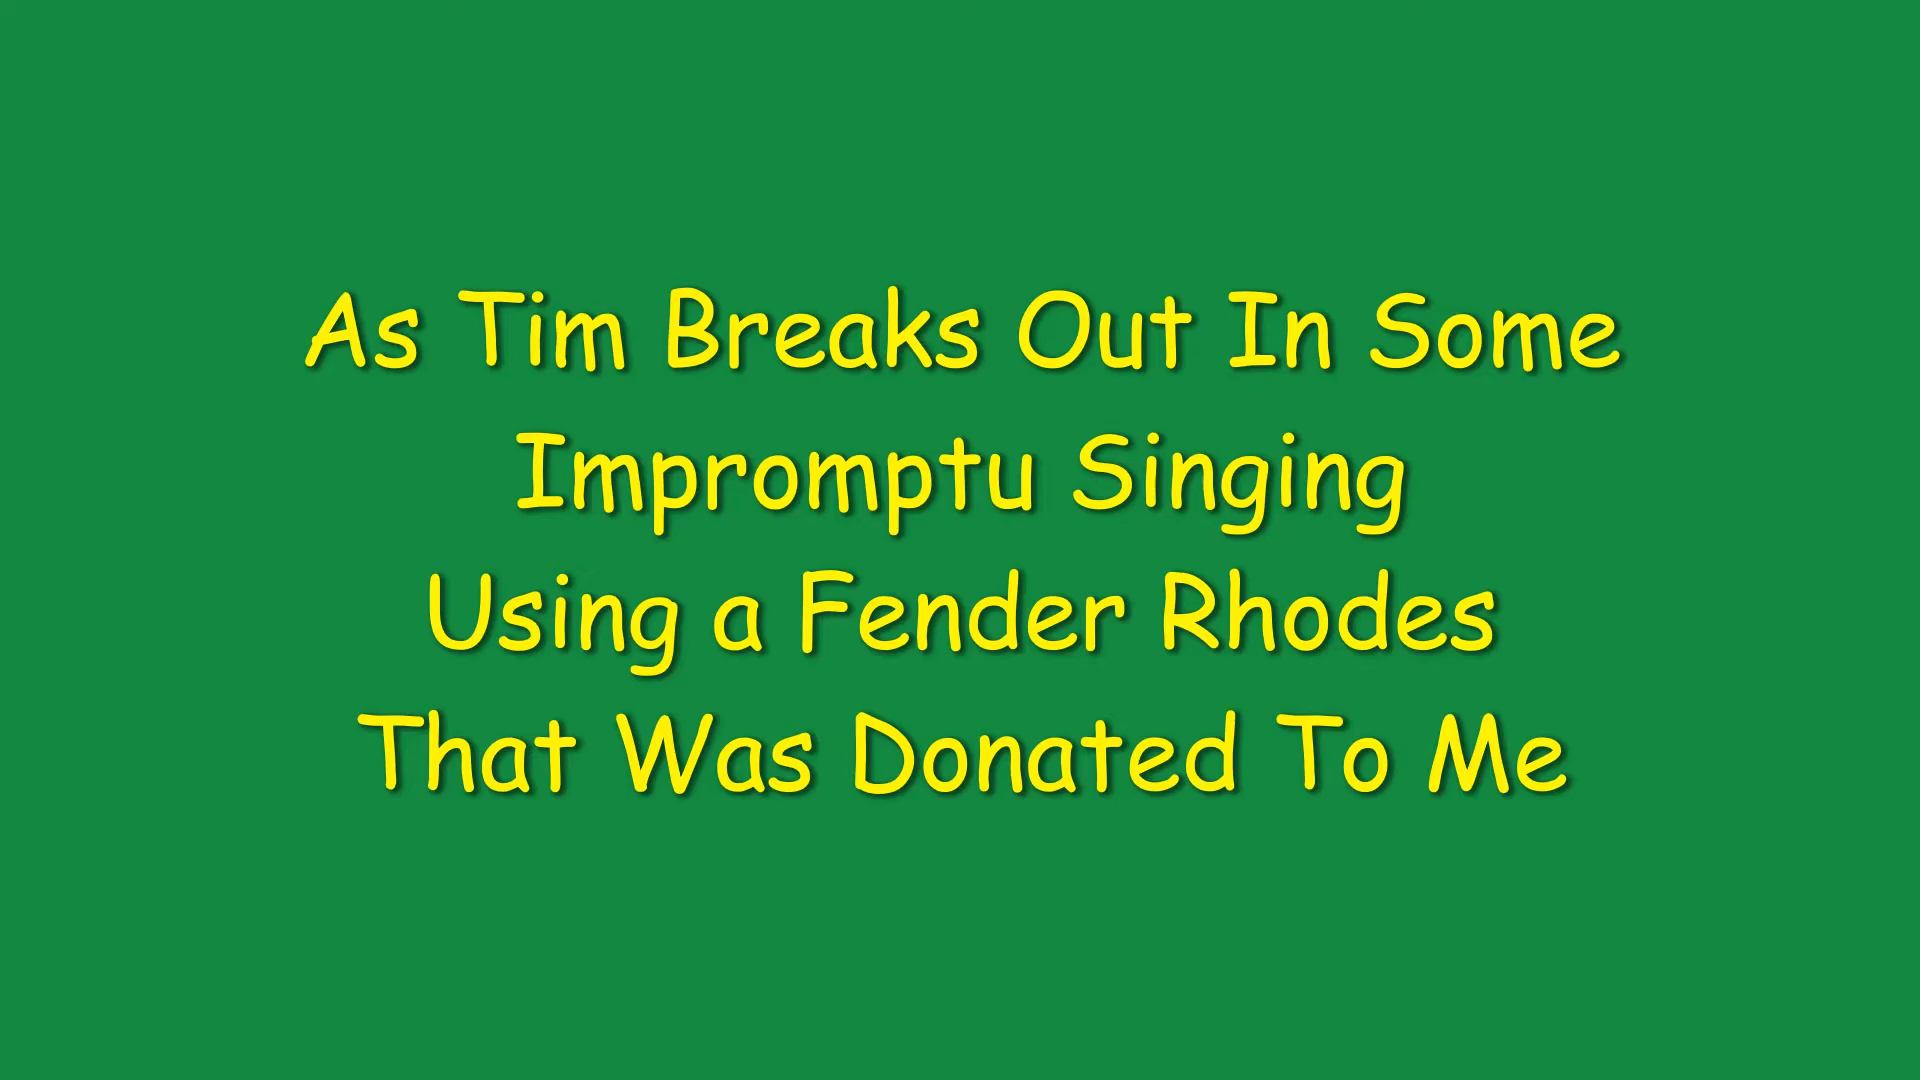 As Tim Breaks Out In Some
Impromptu Singing
Using a Fender Rhodes
That Was Donated To Me